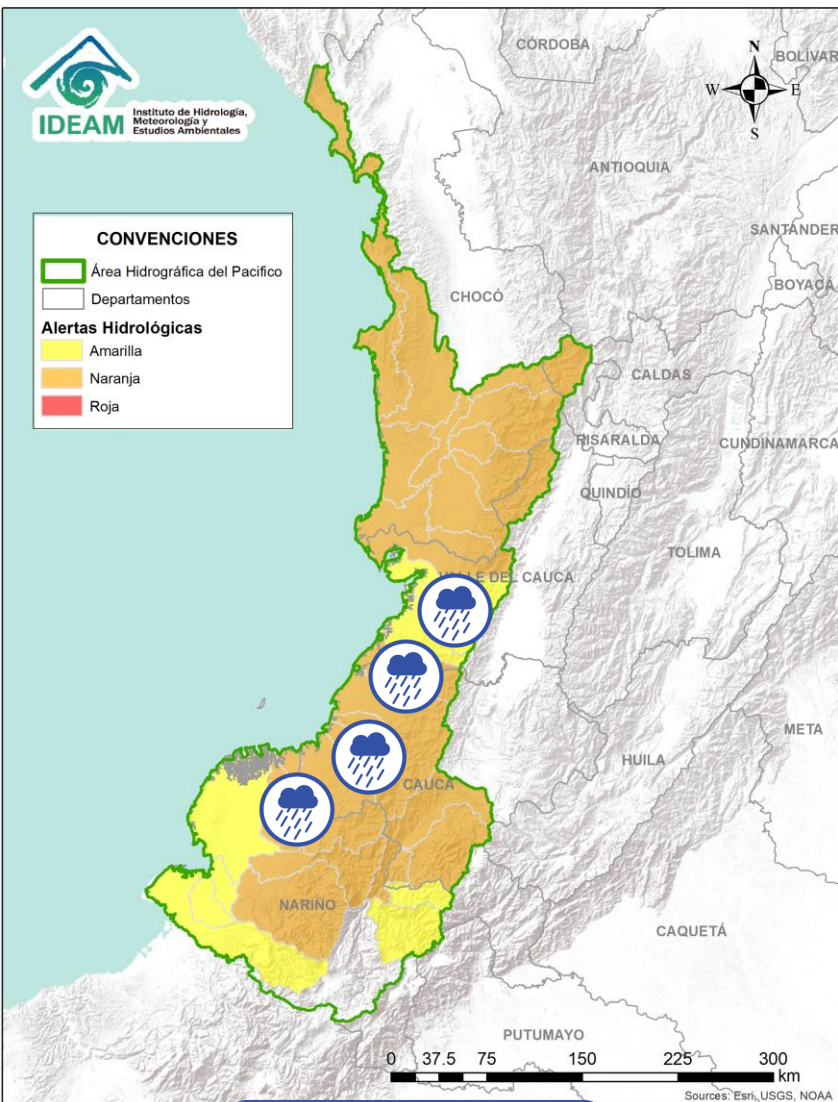 IDEAM
Instituto de Hidrología,
Meteorología y
Estudios Ambientales
N
W
E
S
CÓRDOBA
BOLÍVAR
ANTIOQUIA
SANTANDER
BOYACÁ
CHOCÓ
CALDAS
RISARALDA
CUNDINAMARCA
QUINDÍO
TOLIMA
VALLE DEL CAUCA
META
HUILA
CAUCA
NARIÑO
CAQUETÁ
PUTUMAYO
CONVENCIONES
Área Hidrográfica del Pacifico
Departamentos
Alertas Hidrológicas
Amarilla
Naranja
Roja
0 37.5 75 150 225 300
km
Sources: Esri, USGS, NOAA